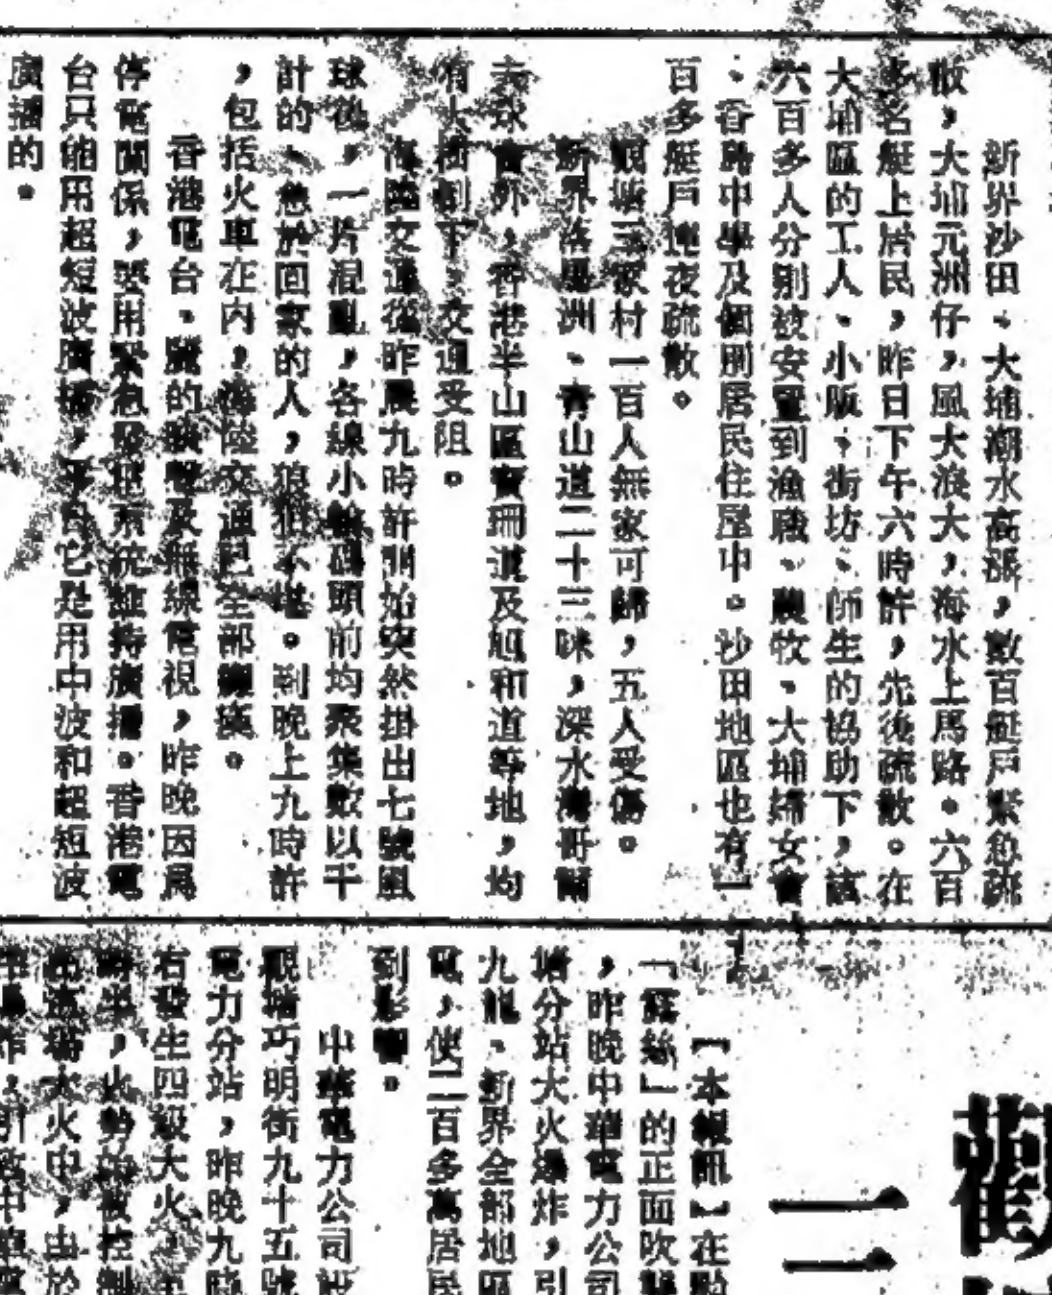 新界沙田、大埔潮水高漲，數百艇戶緊急疏
散，大埔元洲仔，風大浪大，海水上馬路。六百
多名艇上居民，昨日下午六時許，先後疏散。在
大埔區的工人、小販、街坊、師生的協助下，該
六百多人分別被安置到漁職、農牧、大埔婦女會
、香島中學及個別居民住屋中。沙田地區也有一
百多艇戶連夜疏散。
觀塘三家村一百人無家可歸，五人受傷。
新界落馬洲、青山道二十三咪，深水灣哥爾
夫球會外，香港半山區寶珊道及旭和道等地，均
有大樹倒下，交通受阻。
海陸交通從昨晨九時許開始突然掛出七號風
球後，一片混亂，各線小輪碼頭前均聚集數以千
計的、急於回家的人，狼狽不堪。到晚上九時許
，包括火車在內，海陸交通已全部癱瘓。
香港電台、麗的及無線電視，昨晚因為
停電關係，要用緊急發電系統維持廣播。香港電
台只能用超短波廣播，平日它是用中波和超短波
廣播的。
觀
二
【本報訊】在
「露絲」的正面吹
，昨晚中華電力公司
塘分站大火爆炸，引
九龍、新界全部地區
電，使二百多萬居民
到影響。
中華電力公司設
觀塘巧明街九十五號
電力分站，昨晚九時
右發生四級大火，至
時半，火勢始被控制
在這場大火中，由於
爆炸，引致中華電